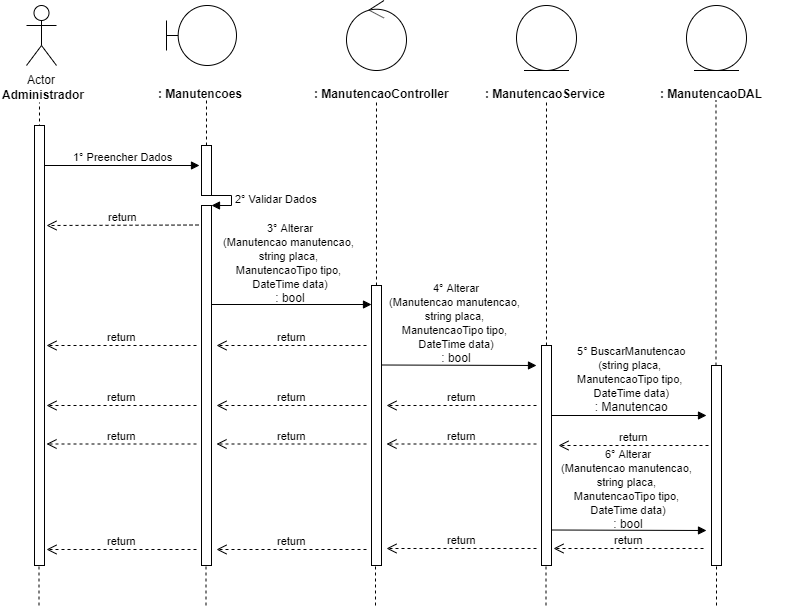 Actor
Administrador
: Manutencoes
: ManutencaoController
: ManutencaoService
: ManutencaoDAL
1° Preencher Dados
2° Validar Dados
return
3° Alterar
(Manutencao manutencao,
string placa,
ManutencaoTipo tipo,
DateTime data)
: bool
4° Alterar
(Manutencao manutencao,
string placa,
ManutencaoTipo tipo,
DateTime data)
: bool
return
return
5° BuscarManutencao
(string placa,
ManutencaoTipo tipo,
DateTime data)
: Manutencao
return
return
return
return
return
return
return
6° Alterar
(Manutencao manutencao,
string placa,
ManutencaoTipo tipo,
DateTime data)
: bool
return
return
return
return